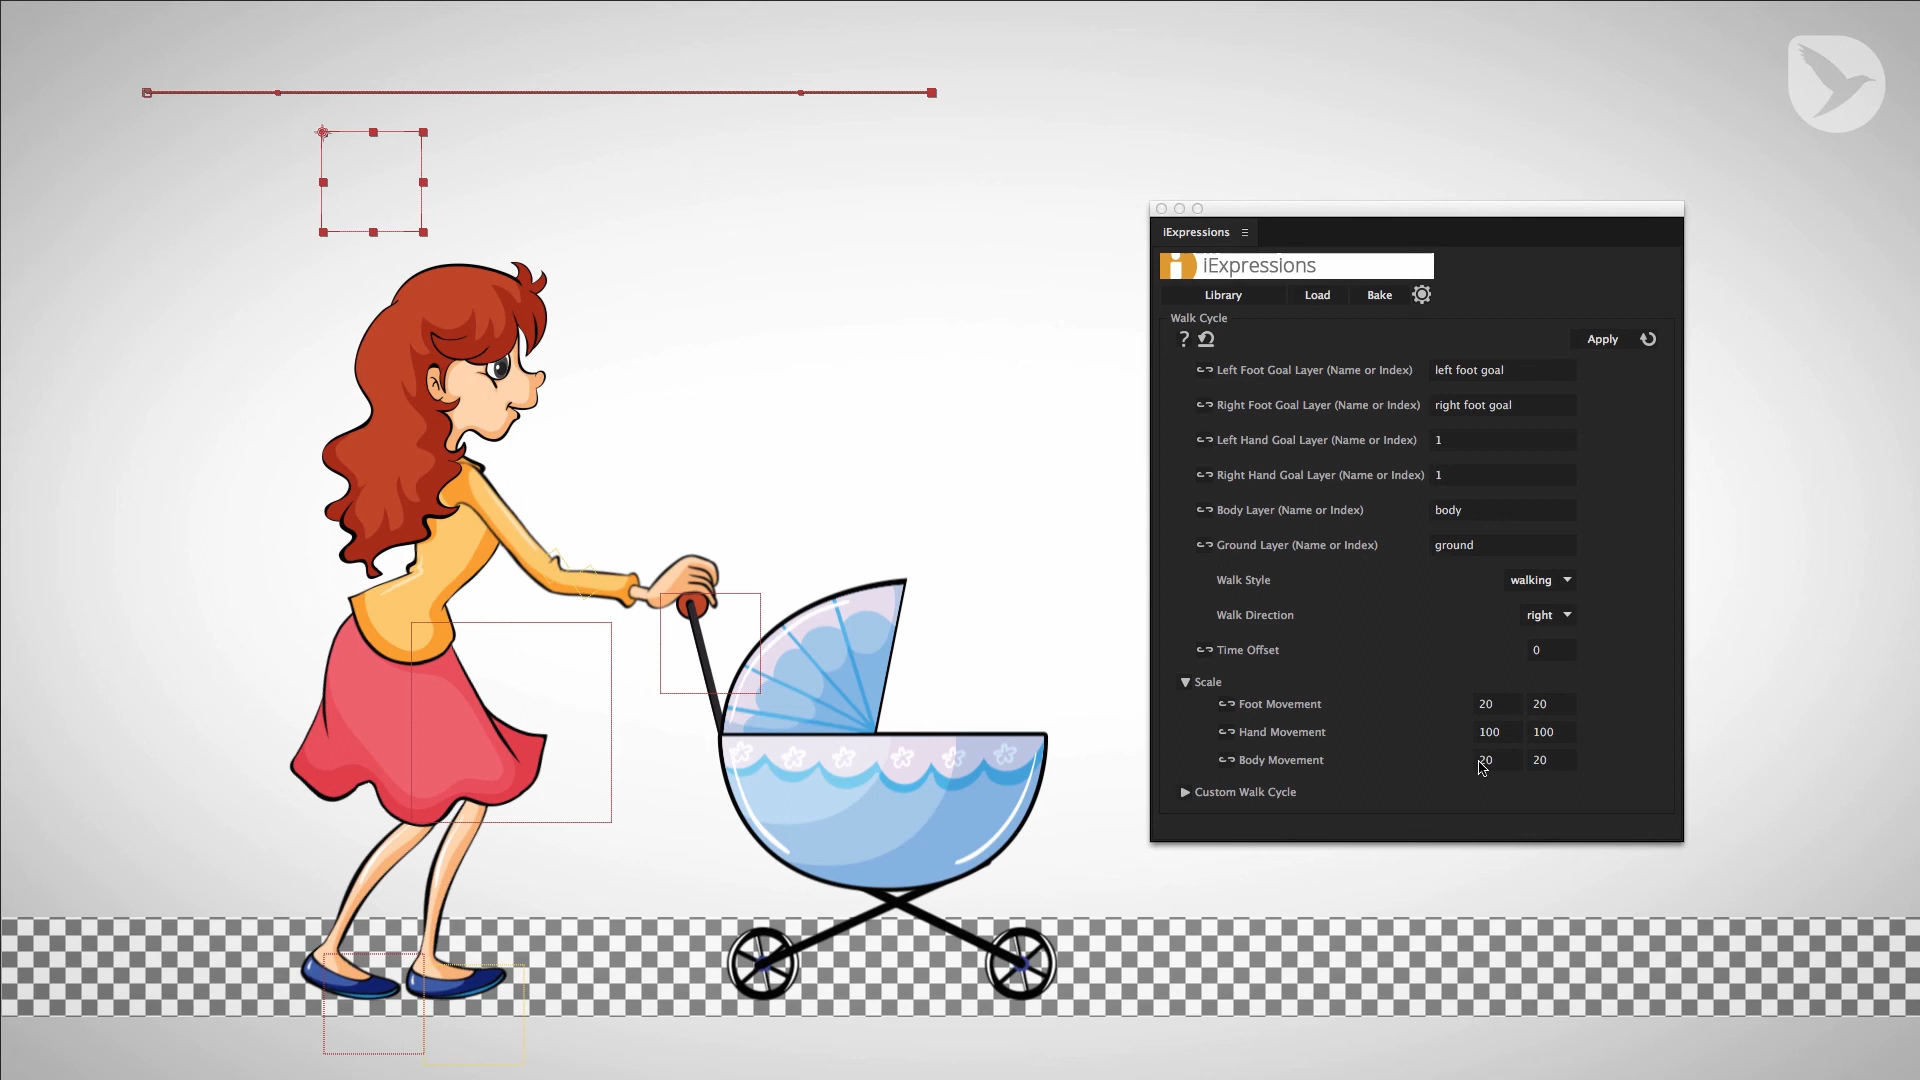 iExpressions
iExpressions
Library Load Bake
Walk Cycle
? Apply
Left Foot Goal Layer (Name or Index) left foot goal
Right Foot Goal Layer (Name or Index) right foot goal
Left Hand Goal Layer (Name or Index) 1
Right Hand Goal Layer (Name or Index) 1
Body Layer (Name or Index) body
Ground Layer (Name or Index) ground
Walk Style walking
Walk Direction right
Time Offset 0
Scale
Foot Movement 20 20
Hand Movement 100 100
Body Movement 20 20
Custom Walk Cycle